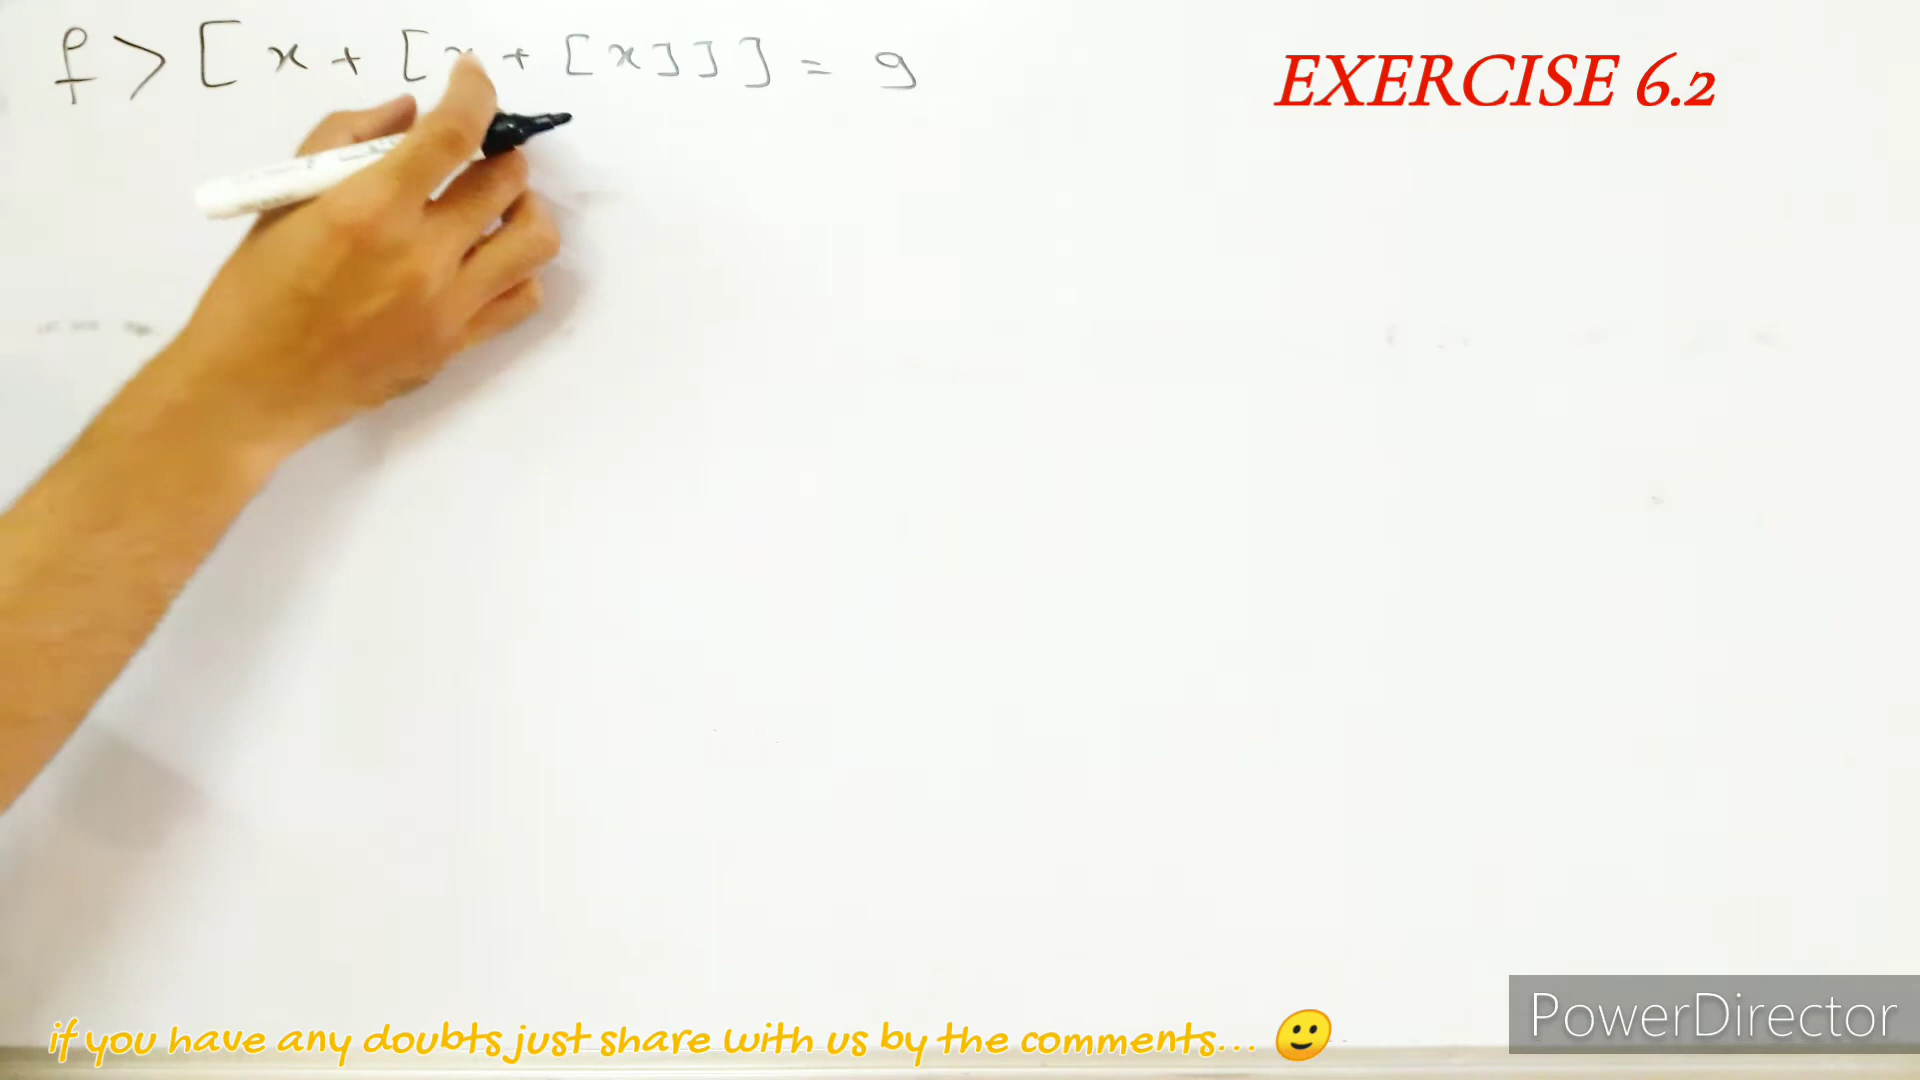 f> [x + [x + [x]]] = 9
EXERCISE 6.2
if you have any doubts just share with us by the comments... 🙂
PowerDirector